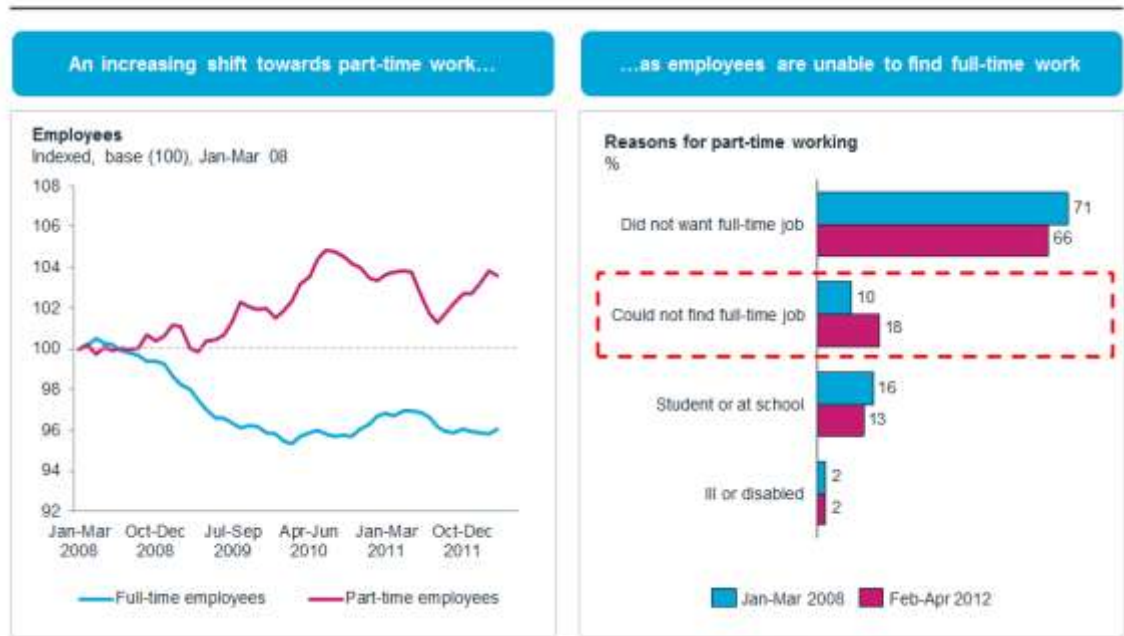 An increasing shift towards part-time work…
…as employees are unable to find full-time work
Employees
Indexed, base (100), Jan-Mar 08
108
106
104
102
100
98
96
94
92
Jan-Mar 2008
Oct-Dec 2008
Jul-Sep 2009
Apr-Jun 2010
Jan-Mar 2011
Oct-Dec 2011
Full-time employees
Part-time employees
Reasons for part-time working
%
Did not want full-time job
71
66
Could not find full-time job
10
18
Student or at school
16
13
Ill or disabled
2
2
Jan-Mar 2008
Feb-Apr 2012